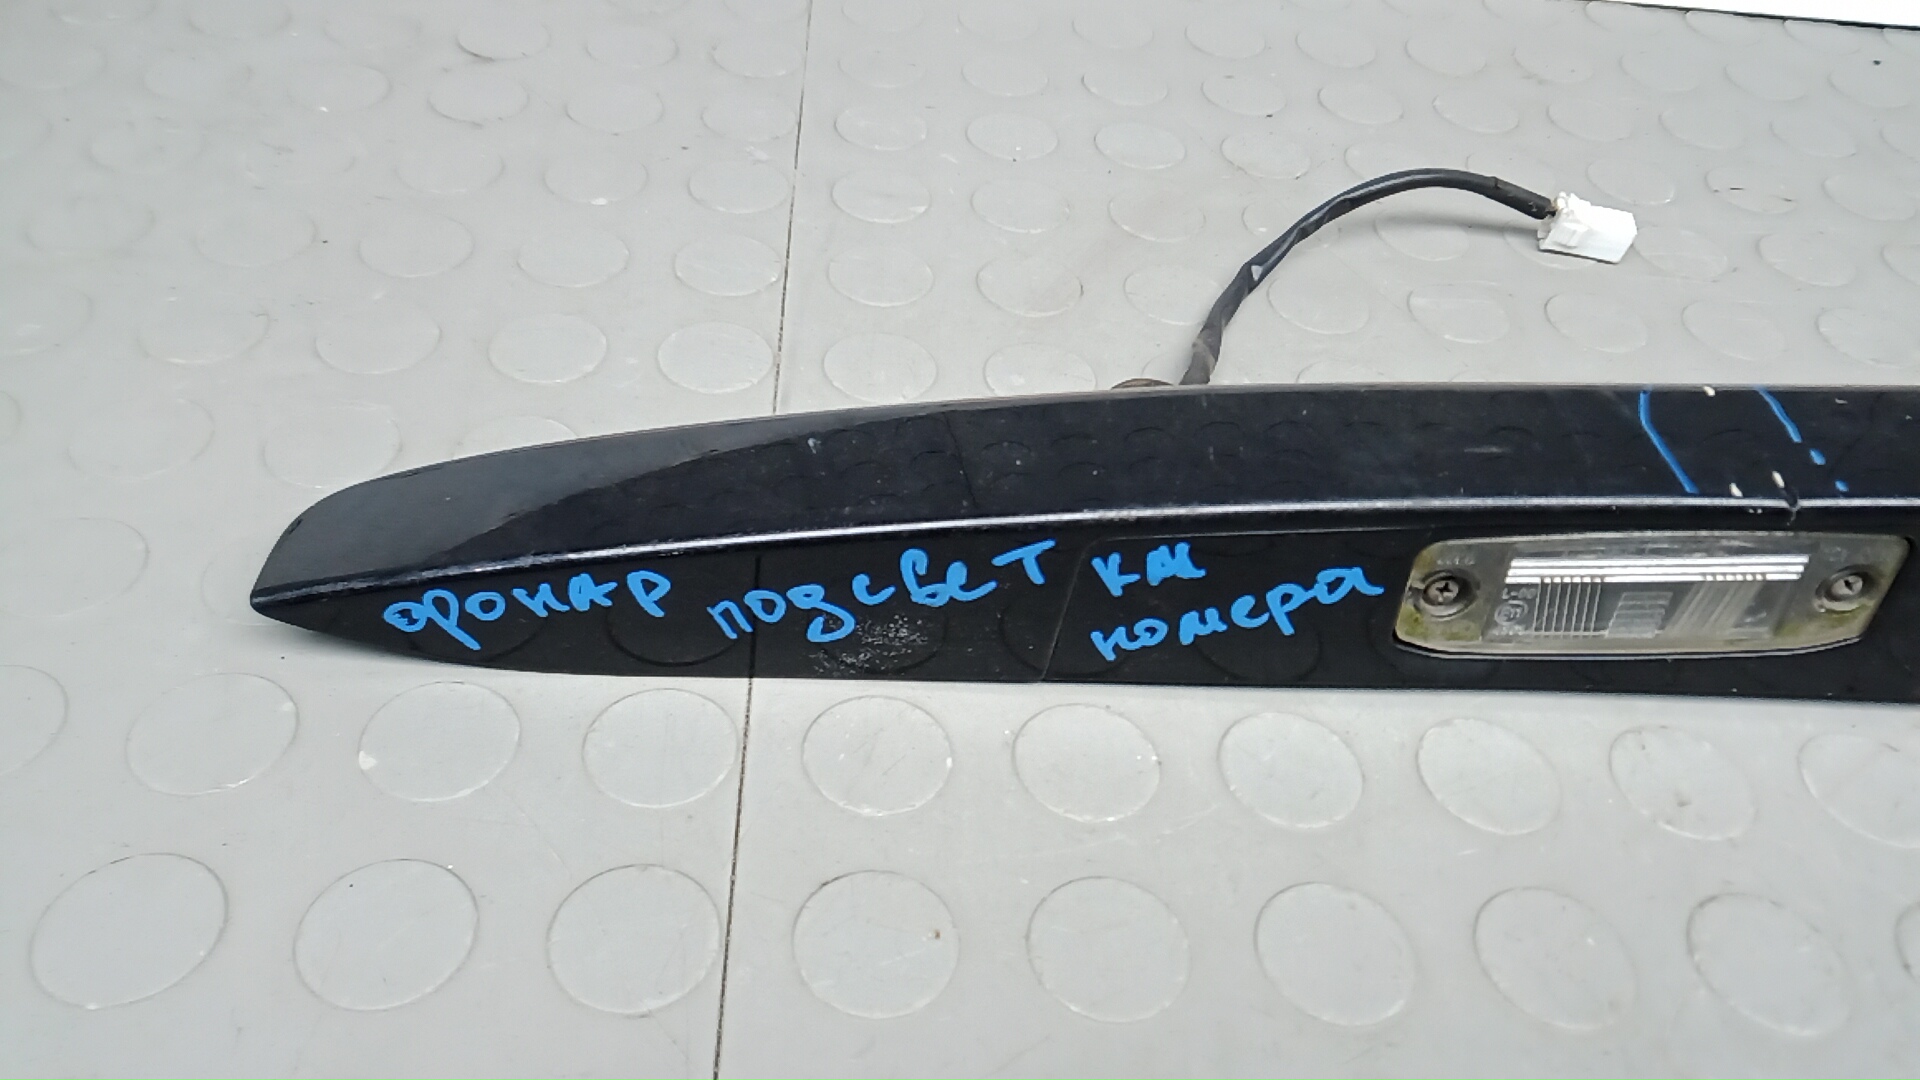 фонар подсвет км
номера